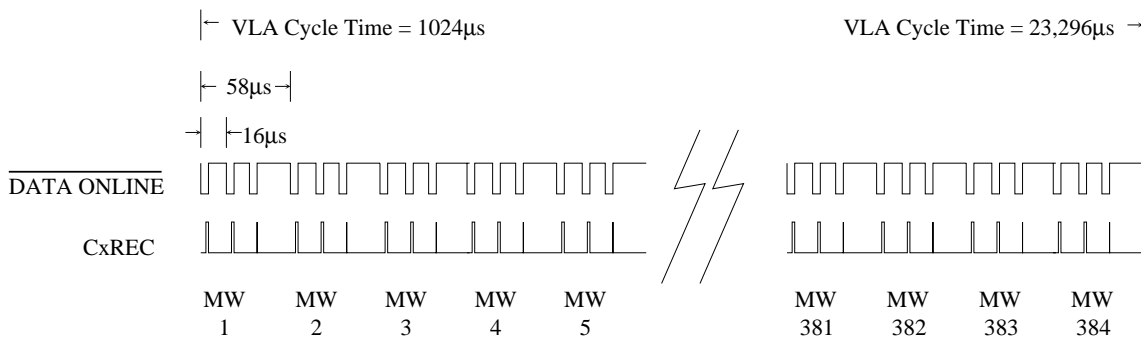 VLA Cycle Time = 1024μs
VLA Cycle Time = 23,296μs
58μs
16μs
DATA ONLINE
CxREC
MW MW MW MW MW MW MW MW MW
1 2 3 4 5 381 382 383 384